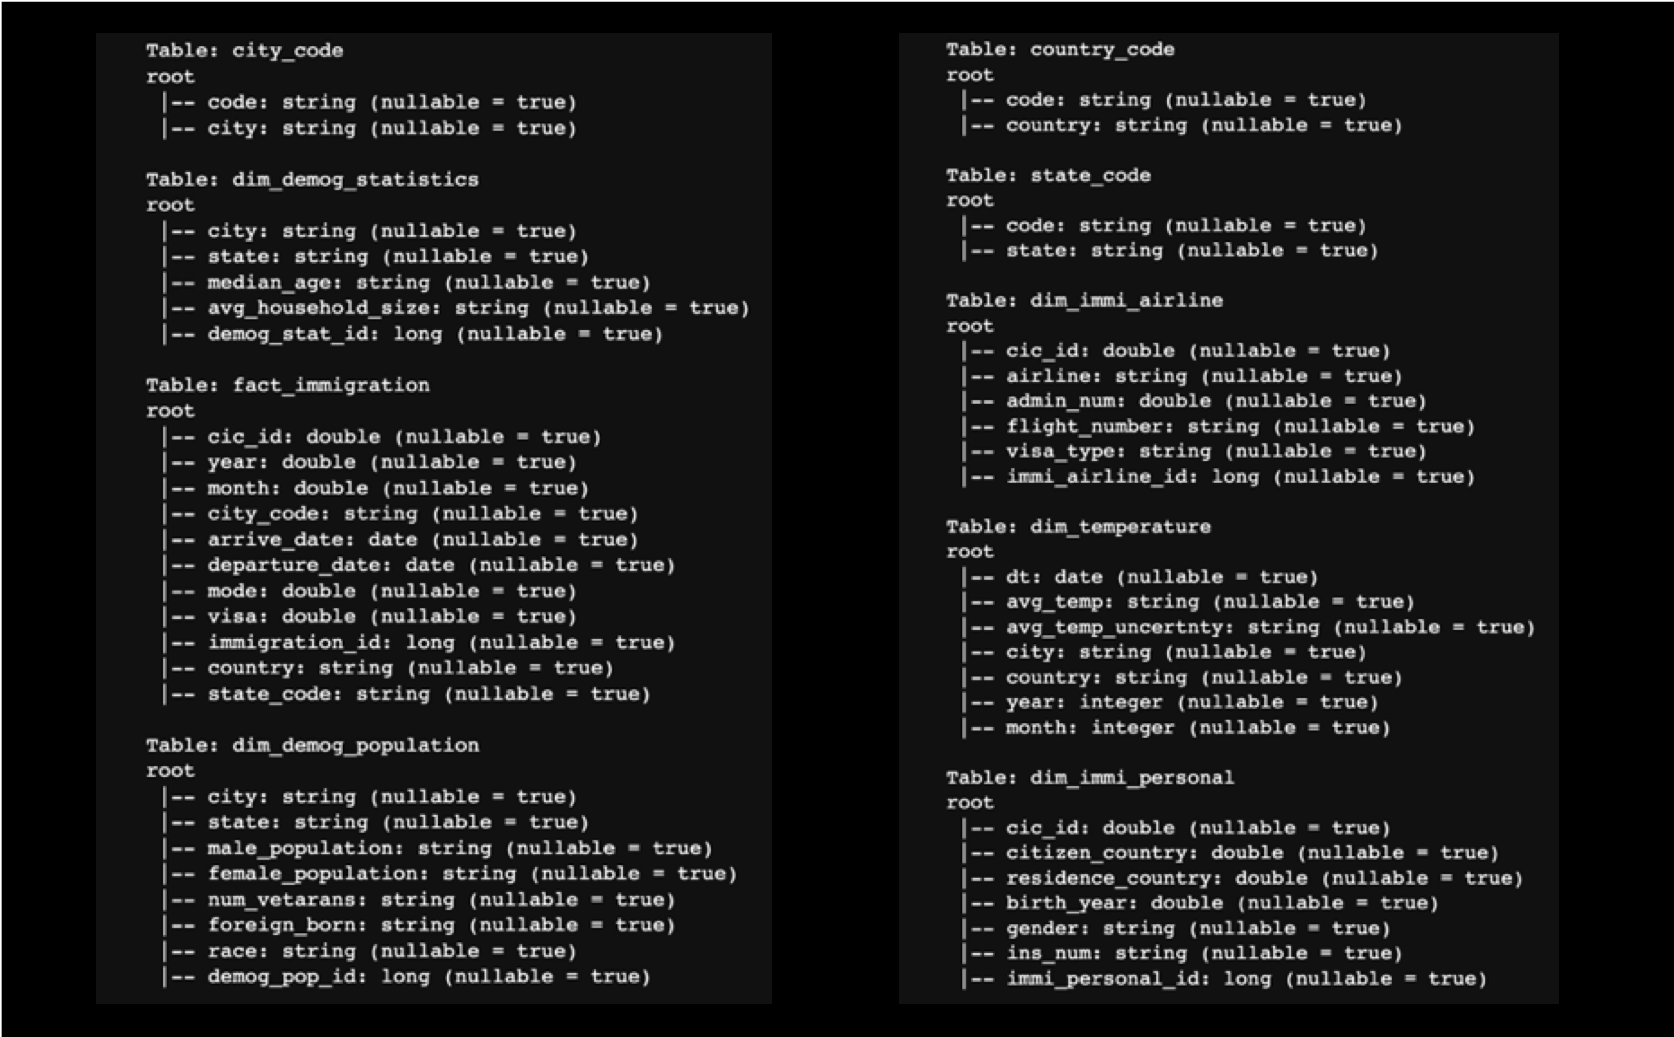 Table: city_code
root
|-- code: string (nullable = true)
|-- city: string (nullable = true)
Table: dim_demog_statistics
root
|-- city: string (nullable = true)
|-- state: string (nullable = true)
|-- median_age: string (nullable = true)
|-- avg_household_size: string (nullable = true)
|-- demog_stat_id: long (nullable = true)
Table: fact_immigration
root
|-- cic_id: double (nullable = true)
|-- year: double (nullable = true)
|-- month: double (nullable = true)
|-- city_code: string (nullable = true)
|-- arrive_date: date (nullable = true)
|-- departure_date: date (nullable = true)
|-- mode: double (nullable = true)
|-- visa: double (nullable = true)
|-- immigration_id: long (nullable = true)
|-- country: string (nullable = true)
|-- state_code: string (nullable = true)
Table: dim_demog_population
root
|-- city: string (nullable = true)
|-- state: string (nullable = true)
|-- male_population: string (nullable = true)
|-- female_population: string (nullable = true)
|-- num_vetarans: string (nullable = true)
|-- foreign_born: string (nullable = true)
|-- race: string (nullable = true)
|-- demog_pop_id: long (nullable = true)
Table: country_code
root
|-- code: string (nullable = true)
|-- country: string (nullable = true)
Table: state_code
root
|-- code: string (nullable = true)
|-- state: string (nullable = true)
Table: dim_immi_airline
root
|-- cic_id: double (nullable = true)
|-- airline: string (nullable = true)
|-- admin_num: double (nullable = true)
|-- flight_number: string (nullable = true)
|-- visa_type: string (nullable = true)
|-- immi_airline_id: long (nullable = true)
Table: dim_temperature
root
|-- dt: date (nullable = true)
|-- avg_temp: string (nullable = true)
|-- avg_temp_uncertnty: string (nullable = true)
|-- city: string (nullable = true)
|-- country: string (nullable = true)
|-- year: integer (nullable = true)
|-- month: integer (nullable = true)
Table: dim_immi_personal
root
|-- cic_id: double (nullable = true)
|-- citizen_country: double (nullable = true)
|-- residence_country: double (nullable = true)
|-- birth_year: double (nullable = true)
|-- gender: string (nullable = true)
|-- ins_num: string (nullable = true)
|-- immi_personal_id: long (nullable = true)